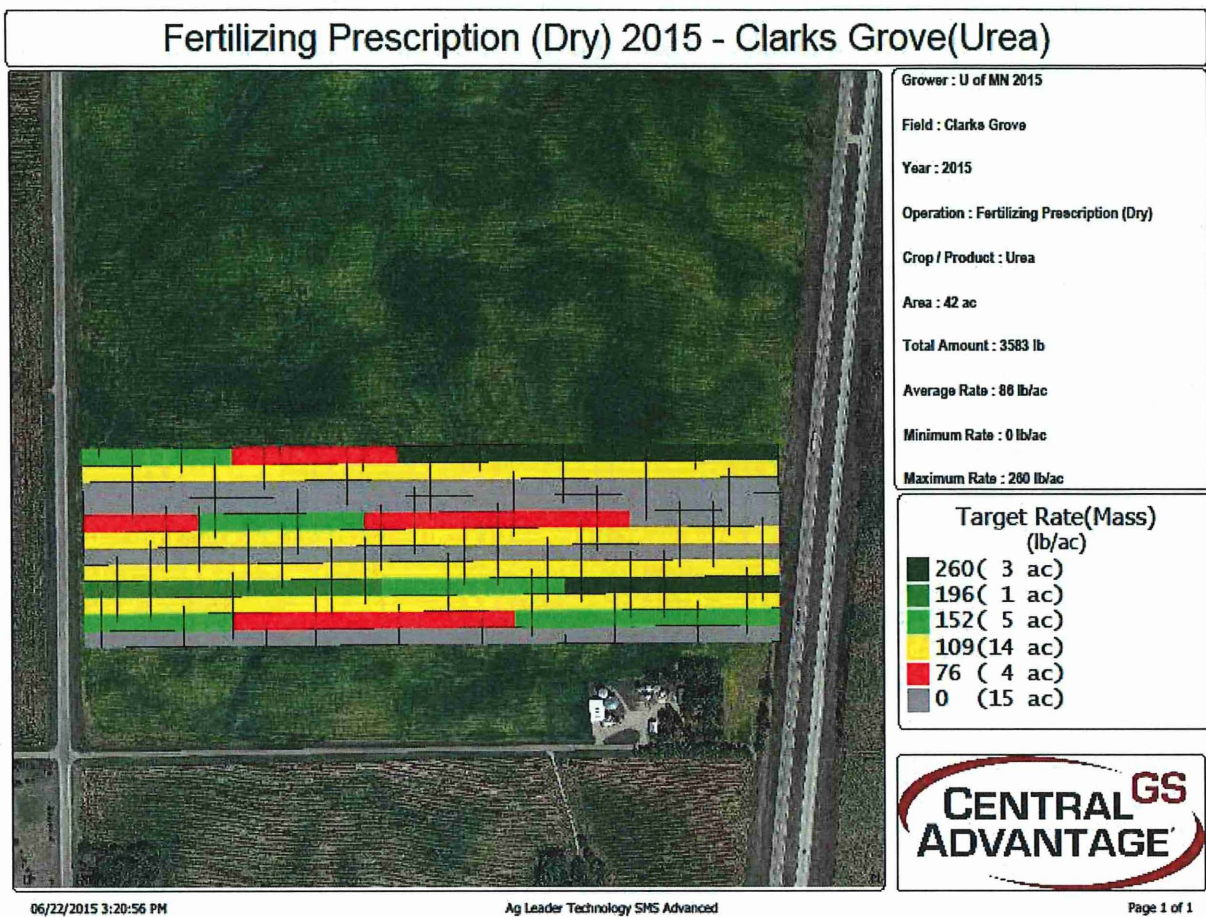 Fertilizing Prescription (Dry) 2015 - Clarks Grove(Urea)
Grower : U of MN 2015
Field : Clarks Grove
Year : 2015
Operation : Fertilizing Prescription (Dry)
Crop / Product : Urea
Area : 42 ac
Total Amount : 3583 lb
Average Rate : 86 lb/ac
Minimum Rate : 0 lb/ac
Maximum Rate : 260 lb/ac
Target Rate(Mass)
(lb/ac)
260( 3 ac)
196( 1 ac)
152( 5 ac)
109(14 ac)
76 ( 4 ac)
0 (15 ac)
CENTRAL GS
ADVANTAGE
06/22/2015 3:20:56 PM
Ag Leader Technology SMS Advanced
Page 1 of 1